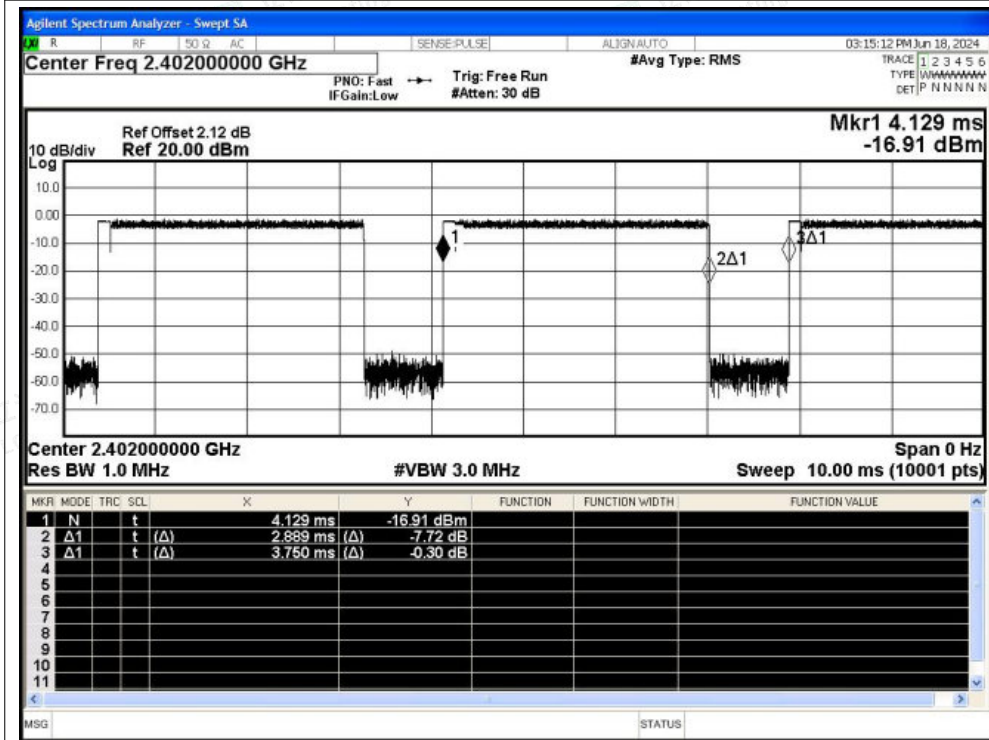 Agilent Spectrum Analyzer - Swept SA
LXI R RF 50 Ω AC SENSE:PULSE ALIGNAUTO 03:15:12 PM Jun 18, 2024
Center Freq 2.402000000 GHz #Avg Type: RMS TRACE 1 2 3 4 5 6
PNO: Fast Trig: Free Run TYPE
IFGain:Low #Atten: 30 dB DET P N N N N N
Mkr1 4.129 ms
-16.91 dBm
Ref Offset 2.12 dB
10 dB/div Ref 20.00 dBm
Log
10.0
0.00
-10.0
-20.0
-30.0
-40.0
-50.0
-60.0
-70.0
1
2Δ1
3Δ1
Center 2.402000000 GHz Span 0 Hz
Res BW 1.0 MHz #VBW 3.0 MHz Sweep 10.00 ms (10001 pts)
MKR MODE TRC SCL X Y FUNCTION FUNCTION WIDTH FUNCTION VALUE
1 N t 4.129 ms -16.91 dBm
2 Δ1 t (Δ) 2.889 ms (Δ) -7.72 dB
3 Δ1 t (Δ) 3.750 ms (Δ) -0.30 dB
4
5
6
7
8
9
10
11
MSG STATUS